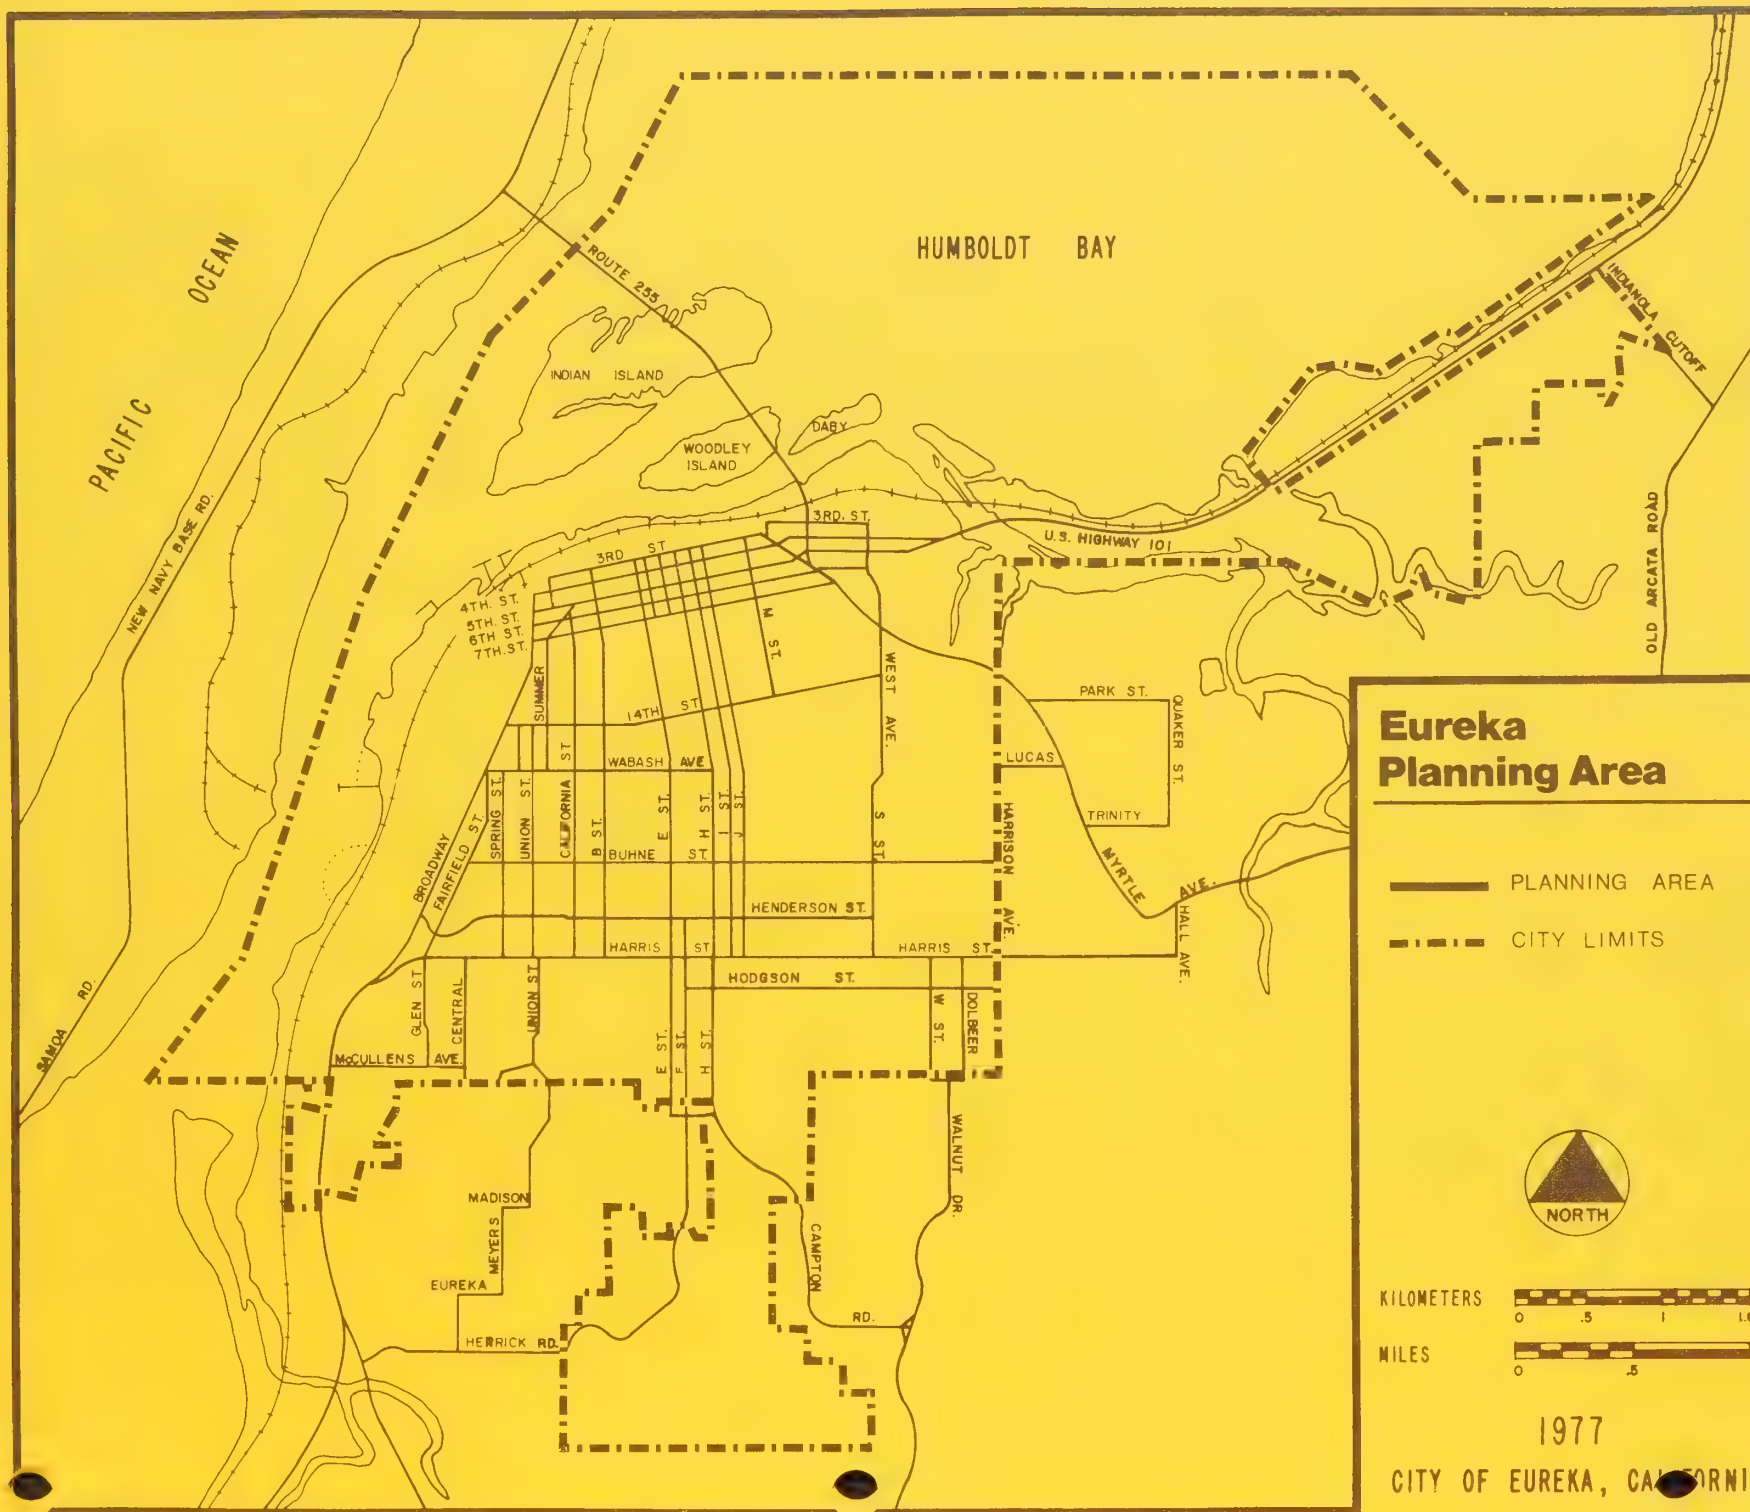 HUMBOLDT BAY
PACIFIC OCEAN
ROUTE 255
INDIANOLA CUTOFF
INDIAN ISLAND
WOODLEY
ISLAND
DABY
NEW NAVY BASE RD.
OLD ARCATA ROAD
3RD. ST.
U.S. HIGHWAY 101
3RD ST
4TH. ST.
5TH. ST.
6TH ST.
7TH. ST.
M ST.
SUMMER
WEST AVE.
14TH ST
PARK ST.
QUAKER ST.
LUCAS
TRINITY
WABASH AVE
SPRING ST.
UNION ST.
CALIFORNIA ST
B ST.
E ST.
H ST.
I ST.
J ST.
S ST.
HARRISON AVE.
BROADWAY
FAIRFIELD ST.
BUHNE ST.
MYRTLE AVE.
HALL AVE.
HENDERSON ST.
HARRIS ST
HARRIS ST.
HODGSON ST.
GLEN ST
CENTRAL
UNION ST
E ST.
F ST.
H ST.
W ST.
DOLBEER
SAMOA RD.
McCULLENS AVE.
WALNUT DR.
MADISON
MEYERS
EUREKA
HERRICK RD.
CAMPTON RD.
Eureka
Planning Area
PLANNING AREA
CITY LIMITS
NORTH
KILOMETERS
0 .5 1
MILES
0 .5
1977
CITY OF EUREKA,